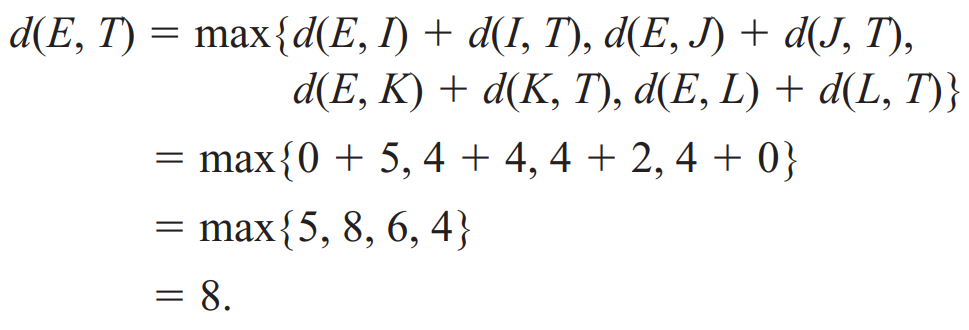 d(E, T) = max{d(E, I) + d(I, T), d(E, J) + d(J, T),
d(E, K) + d(K, T), d(E, L) + d(L, T)}
= max{0 + 5, 4 + 4, 4 + 2, 4 + 0}
= max{5, 8, 6, 4}
= 8.